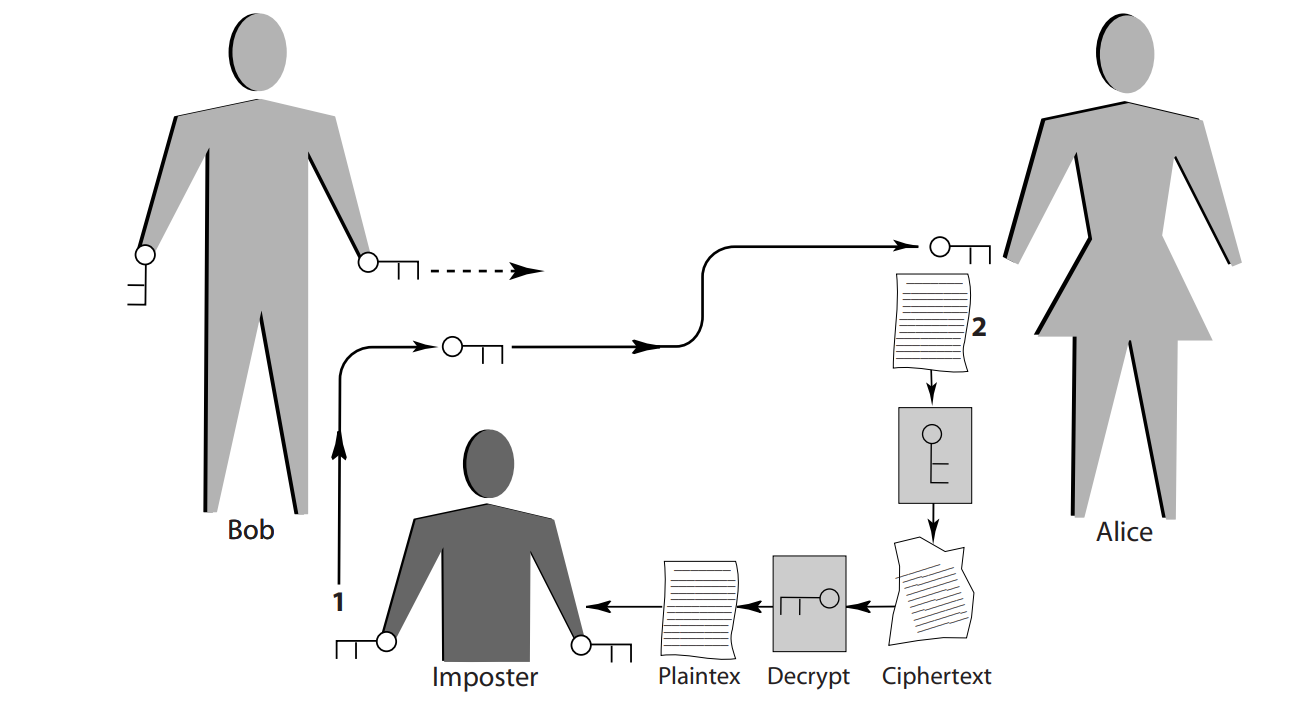 2
Bob
Alice
1
Imposter
Plaintex
Decrypt
Ciphertext